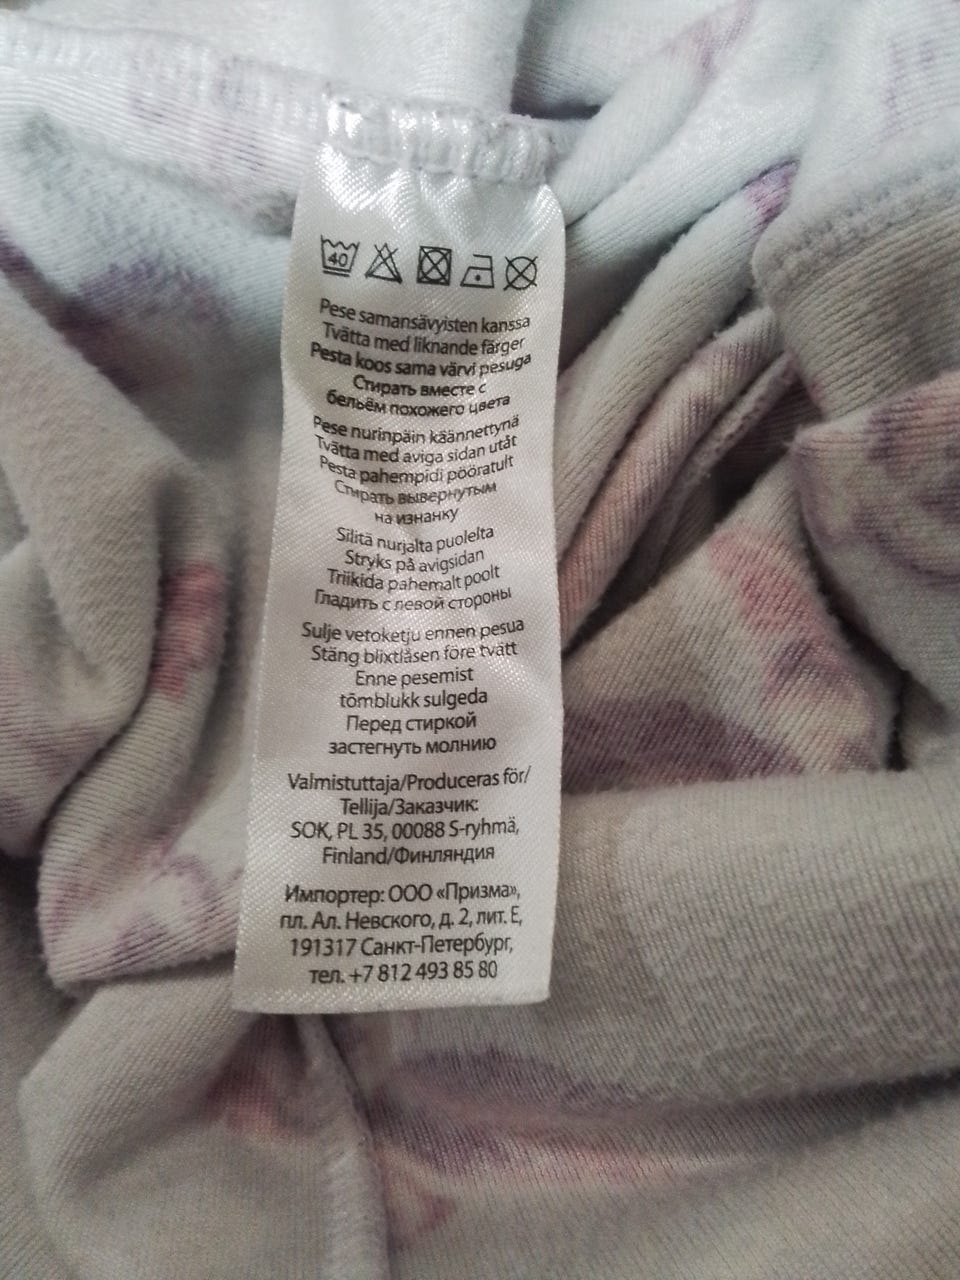 40
Pese samansävyisten kanssa
Tvätta med liknande färger
Pesta koos sama värvi pesuga
Стирать вместе с
бельём похожего цвета
Pese nurinpäin käännettynä
Tvätta med aviga sidan utåt
Pesta pahempidi pööratult
Стирать вывернутым
на изнанку
Silitä nurjalta puolelta
Stryks på avigsidan
Triikida pahemalt poolt
Гладить с левой стороны
Sulje vetoketju ennen pesua
Stäng blixtlåsen före tvätt
Enne pesemist
tõmblukk sulgeda
Перед стиркой
застегнуть молнию
Valmistuttaja/Produceras för/
Tellija/Заказчик:
SOK, PL 35, 00088 S-ryhmä,
Finland/Финляндия
Импортер: ООО «Призма»,
пл. Ал. Невского, д. 2, лит. Е,
191317 Санкт-Петербург,
тел. +7 812 493 85 80